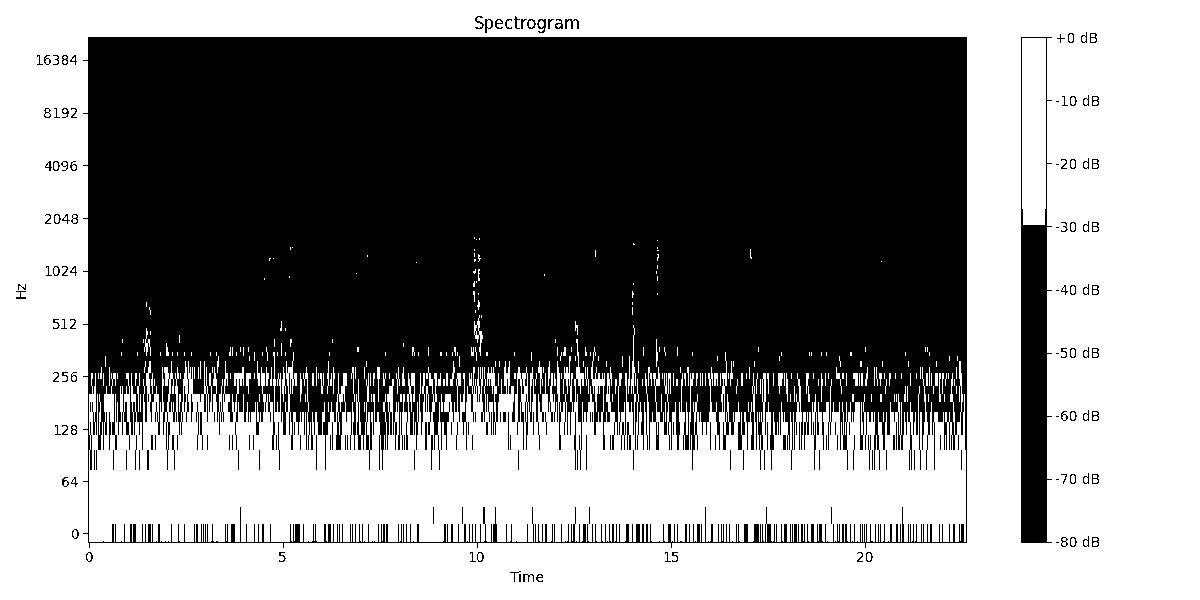 Spectrogram
16384
8192
4096
2048
1024
512
256
128
64
0
Hz
0
5
10
15
20
Time
+0 dB
-10 dB
-20 dB
-30 dB
-40 dB
-50 dB
-60 dB
-70 dB
-80 dB